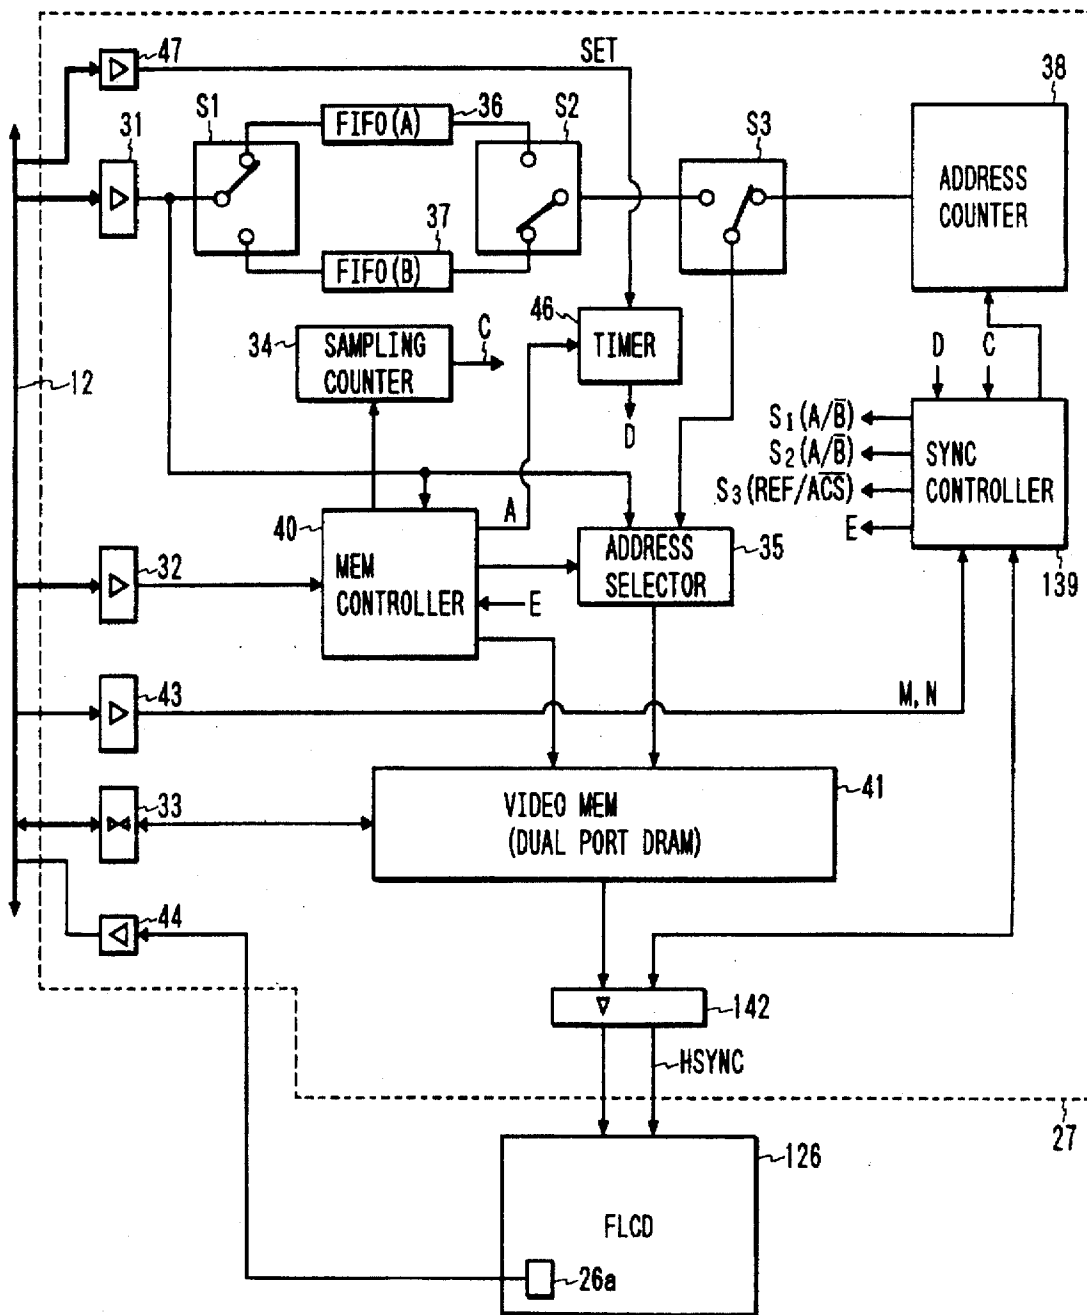 47
SET
38
31
S1
36
FIFO(A)
S2
S3
ADDRESS
COUNTER
37
FIFO(B)
46
TIMER
34
SAMPLING
COUNTER
C
12
D
D
C
S1(A/B̅)
S2(A/B̅)
S3(REF/A̅C̅S̅)
E
SYNC
CONTROLLER
139
A
40
MEM
CONTROLLER
E
ADDRESS
SELECTOR
35
32
43
M, N
33
VIDEO MEM
(DUAL PORT DRAM)
41
44
142
HSYNC
27
126
FLCD
26a